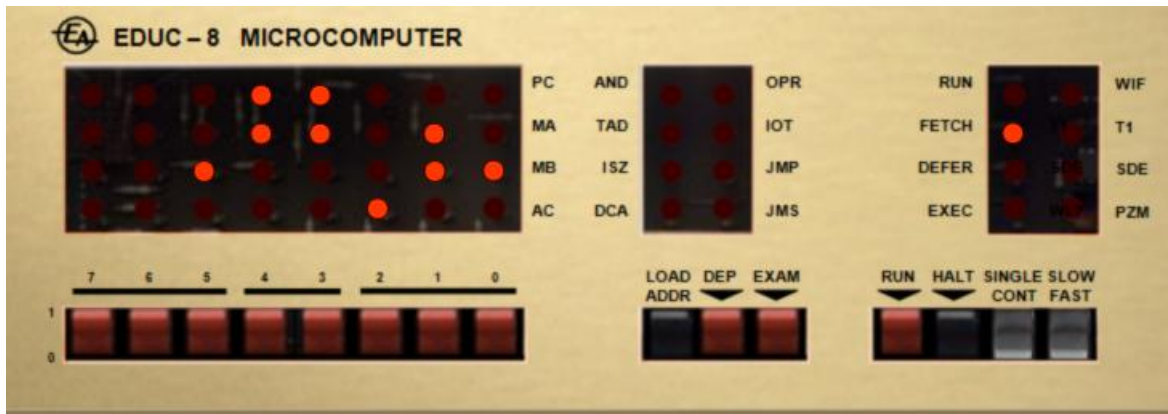 EA EDUC – 8 MICROCOMPUTER
PC AND OPR RUN WIF
MA TAD IOT FETCH T1
MB ISZ JMP DEFER SDE
AC DCA JMS EXEC PZM
7 6 5 4 3 2 1 0
LOAD ADDR DEP EXAM RUN HALT SINGLE CONT SLOW FAST
1
0